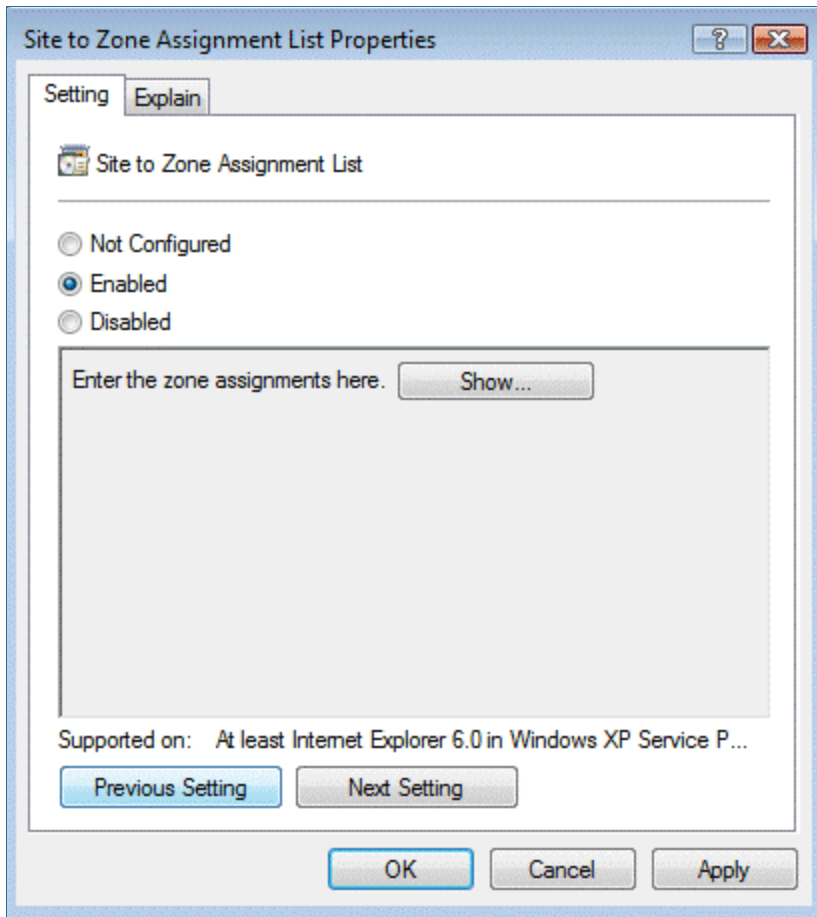 Site to Zone Assignment List Properties
Setting
Explain
Site to Zone Assignment List
Not Configured
Enabled
Disabled
Enter the zone assignments here.
Show...
Supported on: At least Internet Explorer 6.0 in Windows XP Service P...
Previous Setting
Next Setting
OK
Cancel
Apply